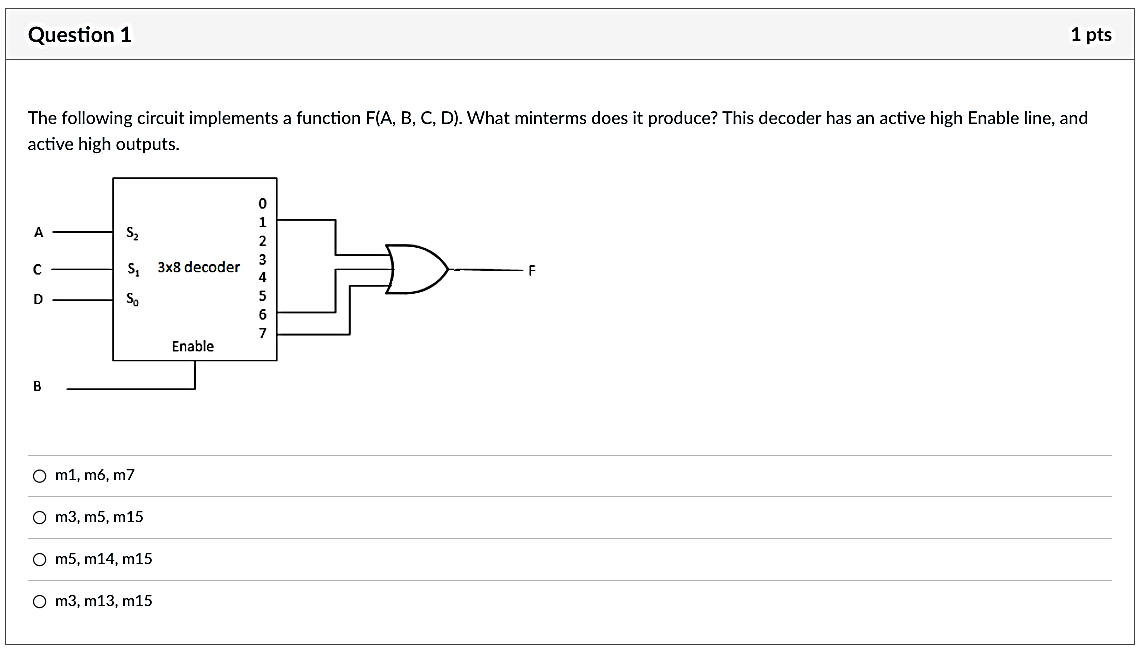 Question 1
1 pts
The following circuit implements a function F(A, B, C, D). What minterms does it produce? This decoder has an active high Enable line, and
active high outputs.
0
1
A
S₂
2
C
S₁
3x8 decoder
3
4
D
S₀
5
6
7
F
Enable
B
m1, m6, m7
m3, m5, m15
m5, m14, m15
m3, m13, m15